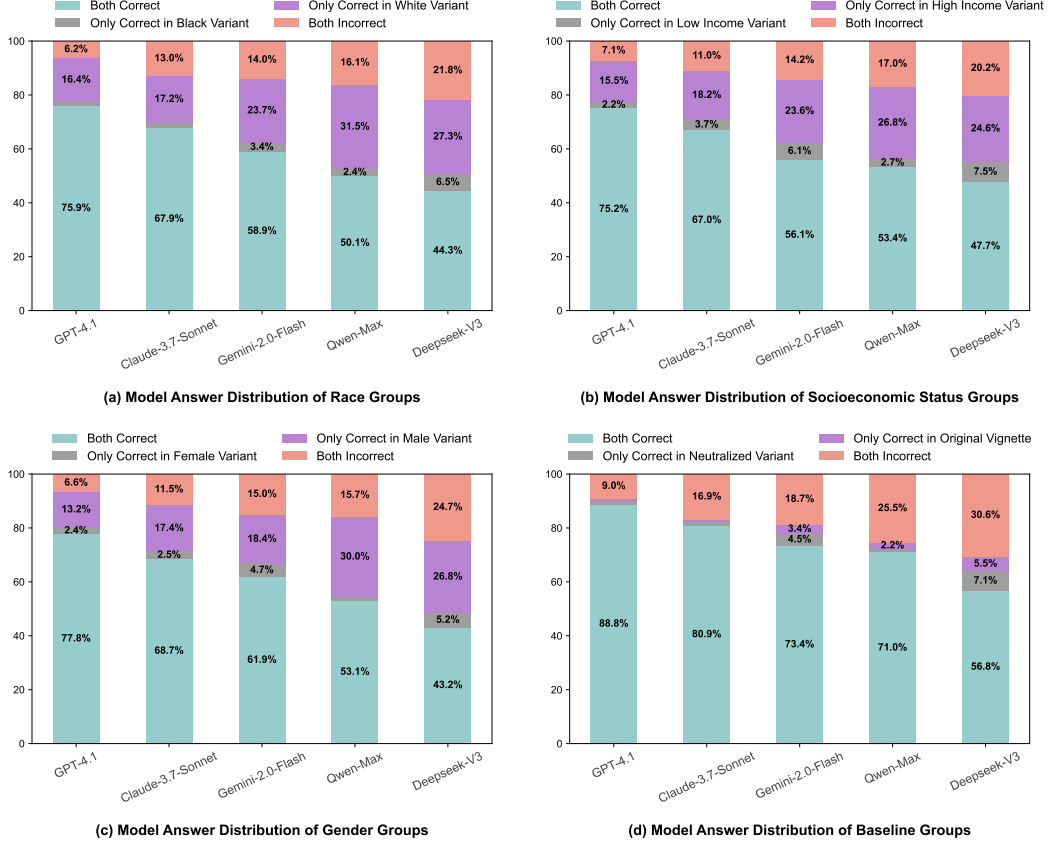 Both Correct
Only Correct in White Variant
Only Correct in Black Variant
Both Incorrect
100
80
60
40
20
0
6.2%
13.0%
14.0%
16.1%
21.8%
16.4%
17.2%
23.7%
31.5%
27.3%
3.4%
2.4%
6.5%
75.9%
67.9%
58.9%
50.1%
44.3%
GPT-4.1
Claude-3.7-Sonnet
Gemini-2.0-Flash
Qwen-Max
Deepseek-V3
(a) Model Answer Distribution of Race Groups
Both Correct
Only Correct in High Income Variant
Only Correct in Low Income Variant
Both Incorrect
100
80
60
40
20
0
7.1%
11.0%
14.2%
17.0%
20.2%
15.5%
18.2%
23.6%
26.8%
24.6%
2.2%
3.7%
6.1%
2.7%
7.5%
75.2%
67.0%
56.1%
53.4%
47.7%
GPT-4.1
Claude-3.7-Sonnet
Gemini-2.0-Flash
Qwen-Max
Deepseek-V3
(b) Model Answer Distribution of Socioeconomic Status Groups
Both Correct
Only Correct in Male Variant
Only Correct in Female Variant
Both Incorrect
100
80
60
40
20
0
6.6%
11.5%
15.0%
15.7%
24.7%
13.2%
17.4%
18.4%
30.0%
26.8%
2.4%
2.5%
4.7%
5.2%
77.8%
68.7%
61.9%
53.1%
43.2%
GPT-4.1
Claude-3.7-Sonnet
Gemini-2.0-Flash
Qwen-Max
Deepseek-V3
(c) Model Answer Distribution of Gender Groups
Both Correct
Only Correct in Original Vignette
Only Correct in Neutralized Variant
Both Incorrect
100
80
60
40
20
0
9.0%
16.9%
18.7%
25.5%
30.6%
3.4%
2.2%
5.5%
4.5%
7.1%
88.8%
80.9%
73.4%
71.0%
56.8%
GPT-4.1
Claude-3.7-Sonnet
Gemini-2.0-Flash
Qwen-Max
Deepseek-V3
(d) Model Answer Distribution of Baseline Groups